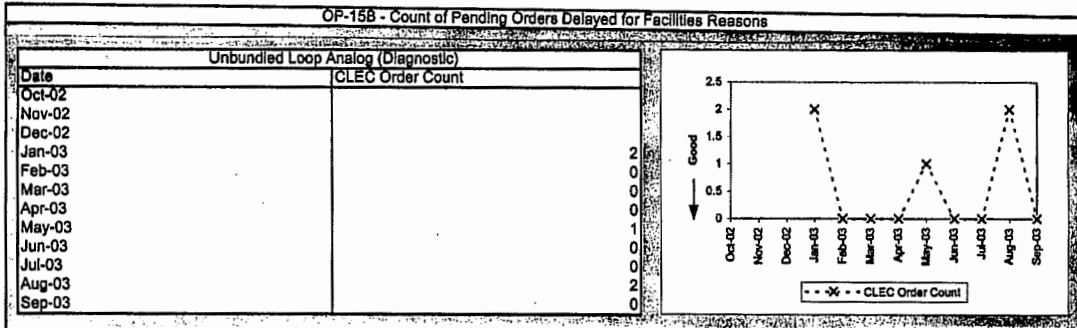 OP-15B - Count of Pending Orders Delayed for Facilities Reasons
Unbundled Loop Analog (Diagnostic)
Date CLEC Order Count
Oct-02
Nov-02
Dec-02
Jan-03 2
Feb-03 0
Mar-03 0
Apr-03 0
May-03 1
Jun-03 0
Jul-03 0
Aug-03 2
Sep-03 0
Good
2.5
2
1.5
1
0.5
0
Oct-02
Nov-02
Dec-02
Jan-03
Feb-03
Mar-03
Apr-03
May-03
Jun-03
Jul-03
Aug-03
Sep-03
CLEC Order Count